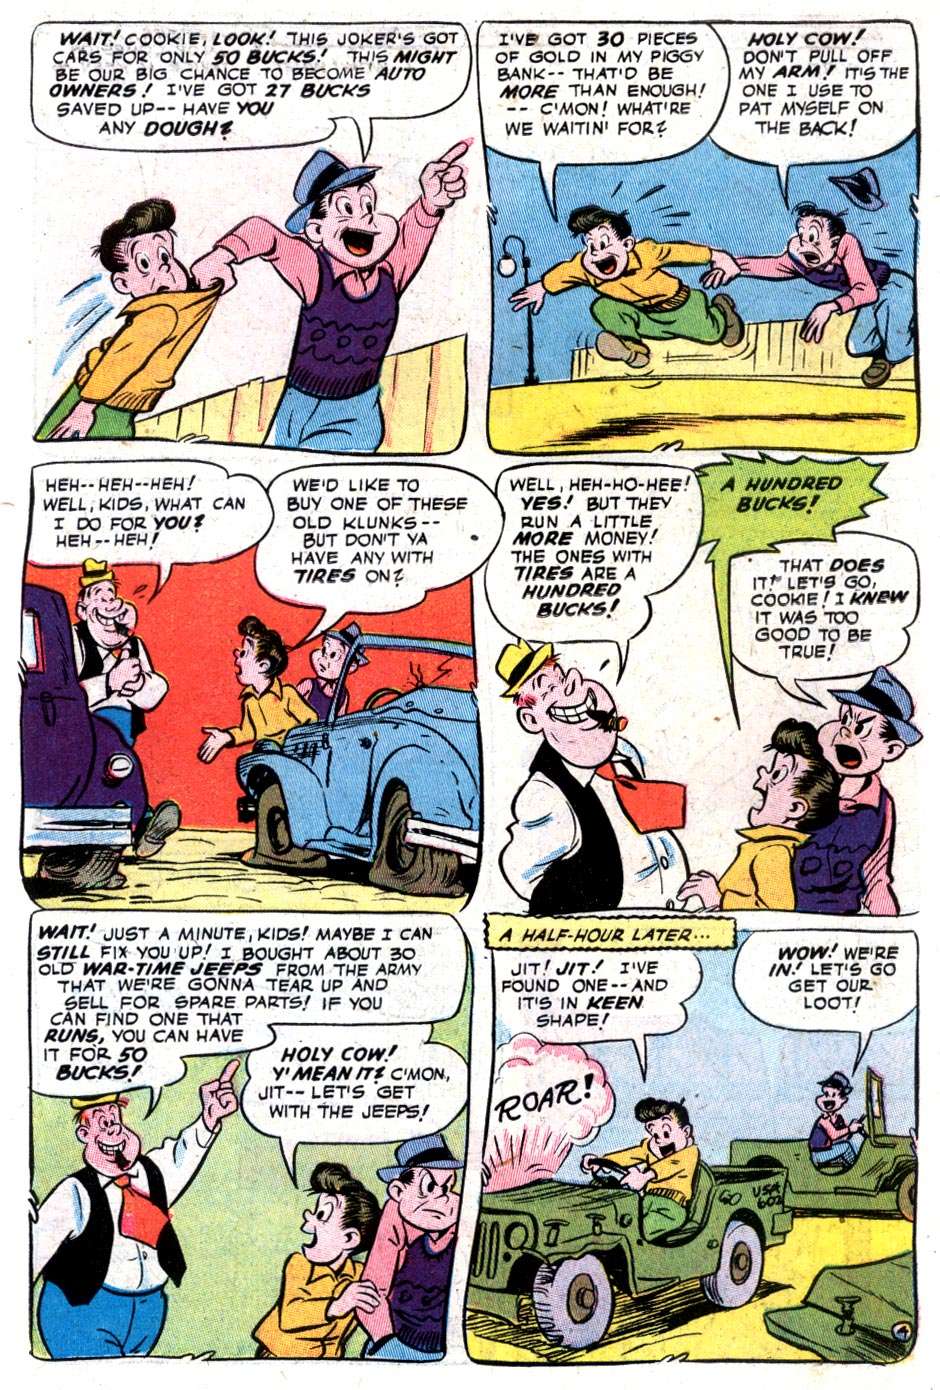 WAIT! COOKIE, LOOK! THIS JOKER'S GOT
CARS FOR ONLY 50 BUCKS! THIS MIGHT
BE OUR BIG CHANCE TO BECOME AUTO
OWNERS! I'VE GOT 27 BUCKS
SAVED UP-- HAVE YOU
ANY DOUGH?
I'VE GOT 30 PIECES
OF GOLD IN MY PIGGY
BANK-- THAT'D BE
MORE THAN ENOUGH!
-- C'MON! WHAT'RE
WE WAITIN' FOR?
HOLY COW!
DON'T PULL OFF
MY ARM! IT'S THE
ONE I USE TO
PAT MYSELF ON
THE BACK!
HEH--HEH--HEH!
WELL, KIDS, WHAT CAN
I DO FOR YOU?
HEH--HEH!
WE'D LIKE TO
BUY ONE OF THESE
OLD KLUNKS--
BUT DON'T YA
HAVE ANY WITH
TIRES ON?
WELL, HEH-HO-HEE!
YES! BUT THEY
RUN A LITTLE
MORE MONEY!
THE ONES WITH
TIRES ARE A
HUNDRED
BUCKS!
A HUNDRED
BUCKS!
THAT DOES
IT! LET'S GO,
COOKIE! I KNEW
IT WAS TOO
GOOD TO BE
TRUE!
WAIT! JUST A MINUTE, KIDS! MAYBE I CAN
STILL FIX YOU UP! I BOUGHT ABOUT 30
OLD WAR-TIME JEEPS FROM THE ARMY
THAT WE'RE GONNA TEAR UP AND
SELL FOR SPARE PARTS! IF YOU
CAN FIND ONE THAT
RUNS, YOU CAN HAVE
IT FOR 50
BUCKS!
HOLY COW!
Y' MEAN IT? C'MON,
JIT-- LET'S GET
WITH THE JEEPS!
A HALF-HOUR LATER...
JIT! JIT! I'VE
FOUND ONE--AND
IT'S IN KEEN
SHAPE!
WOW! WE'RE
IN! LET'S GO
GET OUR
LOOT!
ROAR!
GO
USA
602
4